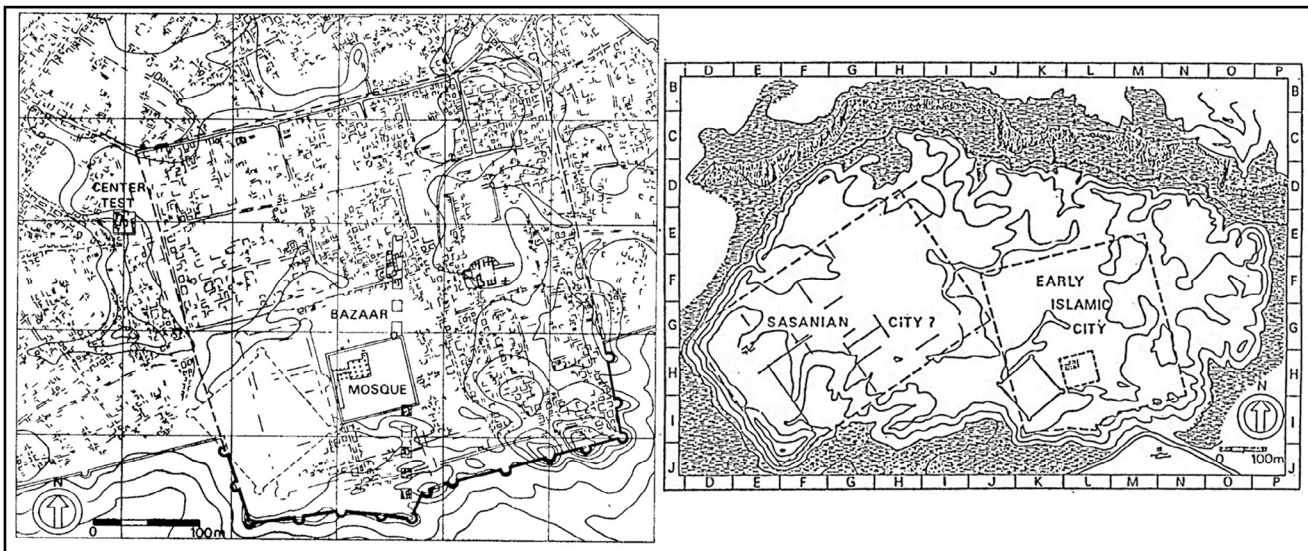 CENTER
TEST
BAZAAR
MOSQUE
N
0 100m
D E F G H I J K L M N O P
B B
C C
D D
E E
F F
G G
H H
I I
J J
D E F G H I J K L M N O P
EARLY
ISLAMIC
CITY
SASANIAN CITY ?
N
0 100m